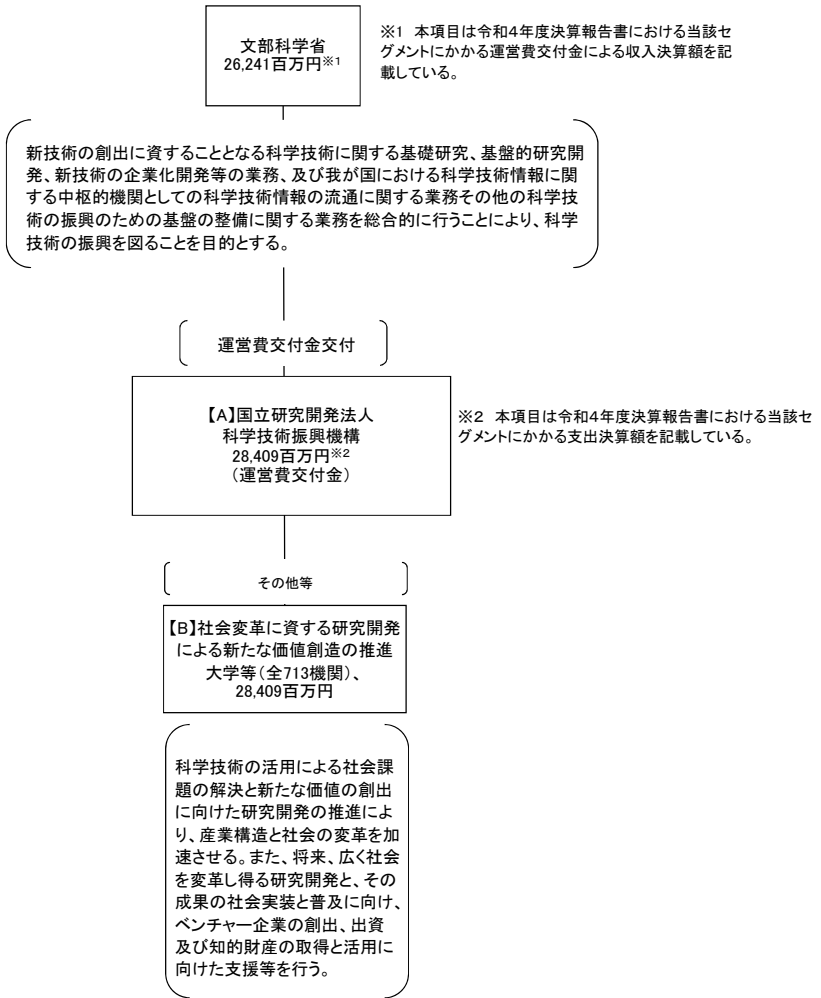 文部科学省
26,241百万円※1
※1 本項目は令和4年度決算報告書における当該セ
グメントにかかる運営費交付金による収入決算額を記
載している。
新技術の創出に資することとなる科学技術に関する基礎研究、基盤的研究開
発、新技術の企業化開発等の業務、及び我が国における科学技術情報に関
する中枢的機関としての科学技術情報の流通に関する業務その他の科学技
術の振興のための基盤の整備に関する業務を総合的に行うことにより、科学
技術の振興を図ることを目的とする。
運営費交付金交付
【A】国立研究開発法人
科学技術振興機構
28,409百万円※2
（運営費交付金）
※2 本項目は令和4年度決算報告書における当該セ
グメントにかかる支出決算額を記載している。
その他等
【B】社会変革に資する研究開発
による新たな価値創造の推進
大学等（全713機関）、
28,409百万円
科学技術の活用による社会課
題の解決と新たな価値の創出
に向けた研究開発の推進によ
り、産業構造と社会の変革を加
速させる。また、将来、広く社会
を変革し得る研究開発と、その
成果の社会実装と普及に向け、
ベンチャー企業の創出、出資
及び知的財産の取得と活用に
向けた支援等を行う。